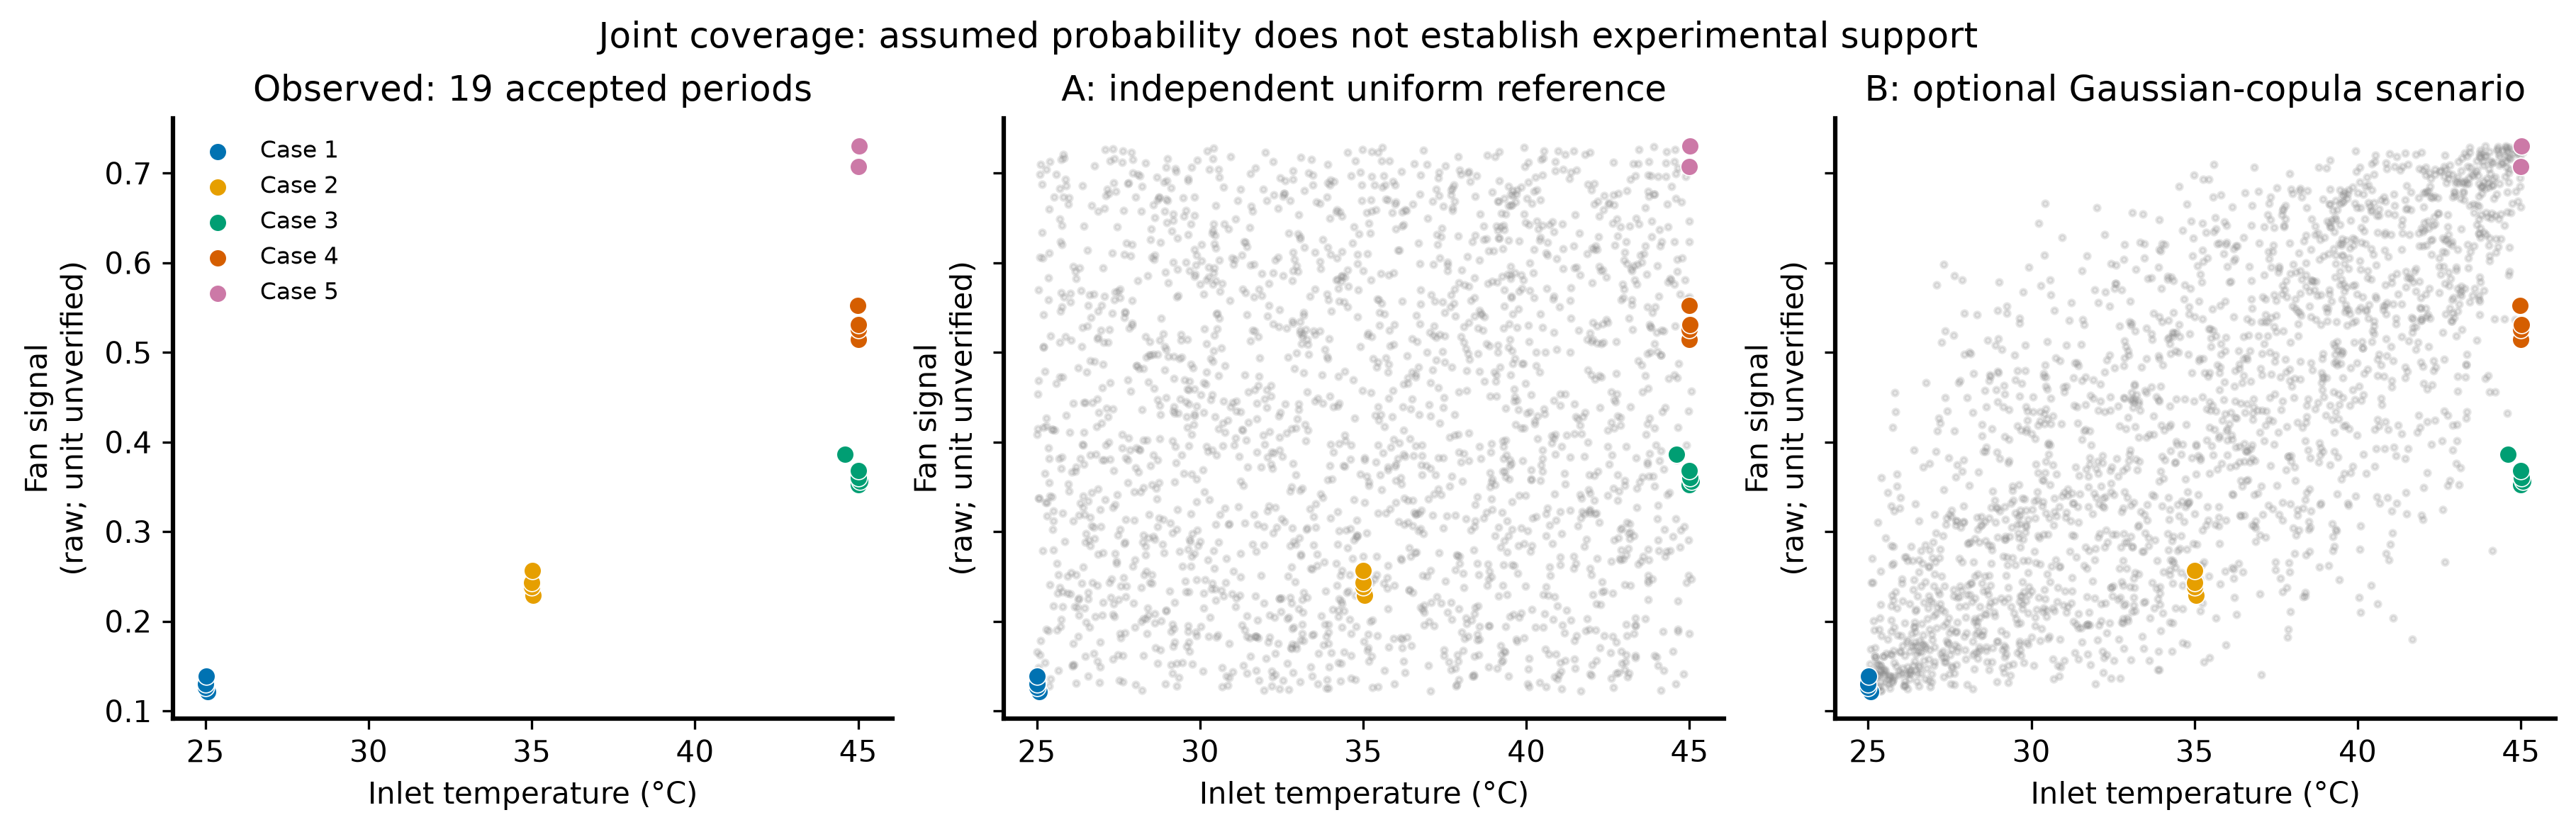 Joint coverage: assumed probability does not establish experimental support
Observed: 19 accepted periods
Case 1
Case 2
Case 3
Case 4
Case 5
0.7
0.6
0.5
0.4
0.3
0.2
0.1
Fan signal
(raw; unit unverified)
25
30
35
40
45
Inlet temperature (°C)
A: independent uniform reference
Fan signal
(raw; unit unverified)
25
30
35
40
45
Inlet temperature (°C)
B: optional Gaussian-copula scenario
Fan signal
(raw; unit unverified)
25
30
35
40
45
Inlet temperature (°C)